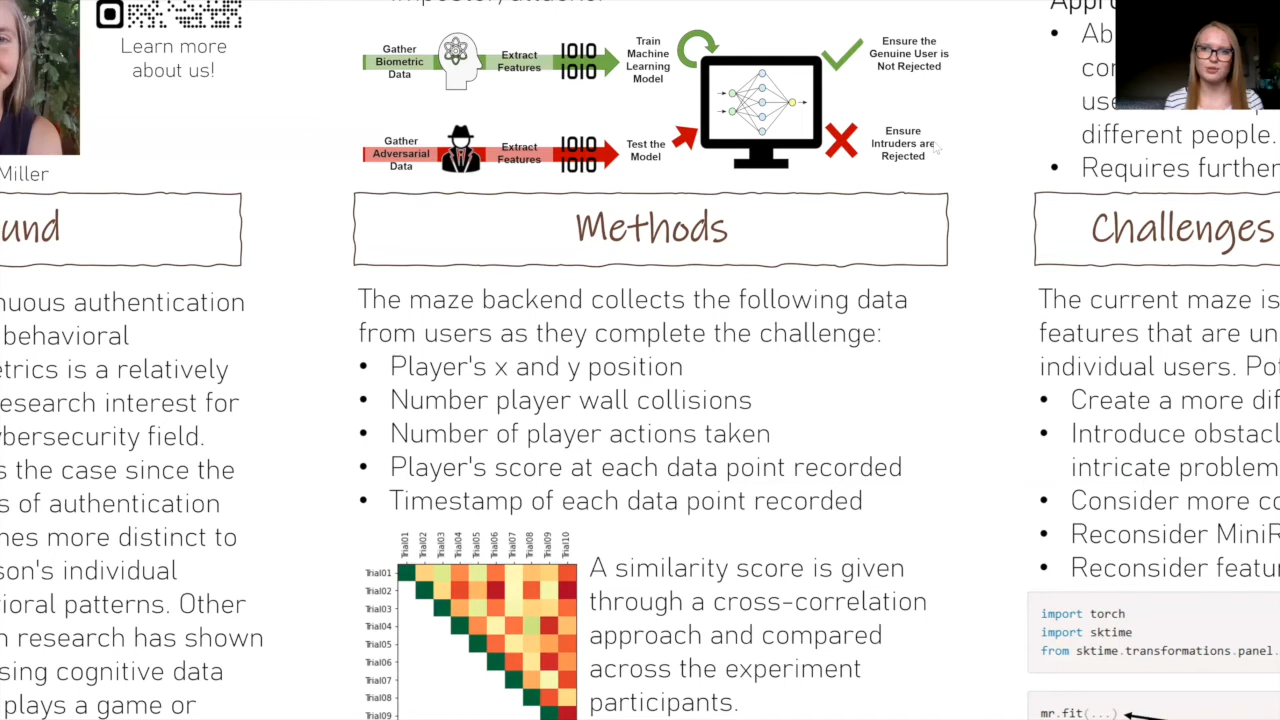 imposter/attacker
Learn more
about us!
Miller
Gather
Biometric
Data
Extract
Features
1010
1010
Train
Machine
Learning
Model
Ensure the
Genuine User is
Not Rejected
Gather
Adversarial
Data
Extract
Features
1010
1010
Test the
Model
Ensure
Intruders are
Rejected
und
nuous authentication
behavioral
etrics is a relatively
esearch interest for
bersecurity field.
s the case since the
s of authentication
nes more distinct to
son's individual
ioral patterns. Other
n research has shown
sing cognitive data
plays a game or
Methods
The maze backend collects the following data
from users as they complete the challenge:
• Player's x and y position
• Number player wall collisions
• Number of player actions taken
• Player's score at each data point recorded
• Timestamp of each data point recorded
Trial01 Trial02 Trial03 Trial04 Trial05 Trial06 Trial07 Trial08 Trial09 Trial10
Trial01
Trial02
Trial03
Trial04
Trial05
Trial06
Trial07
Trial08
Trial09
A similarity score is given
through a cross-correlation
approach and compared
across the experiment
participants.
Appr
• Ab
con
use
different people.
• Requires further
Challenges
The current maze is
features that are un
individual users. Pot
• Create a more dif
• Introduce obstacl
intricate problem
• Consider more co
• Reconsider MiniR
• Reconsider featur
import torch
import sktime
from sktime.transformations.panel.
mr.fit(...)